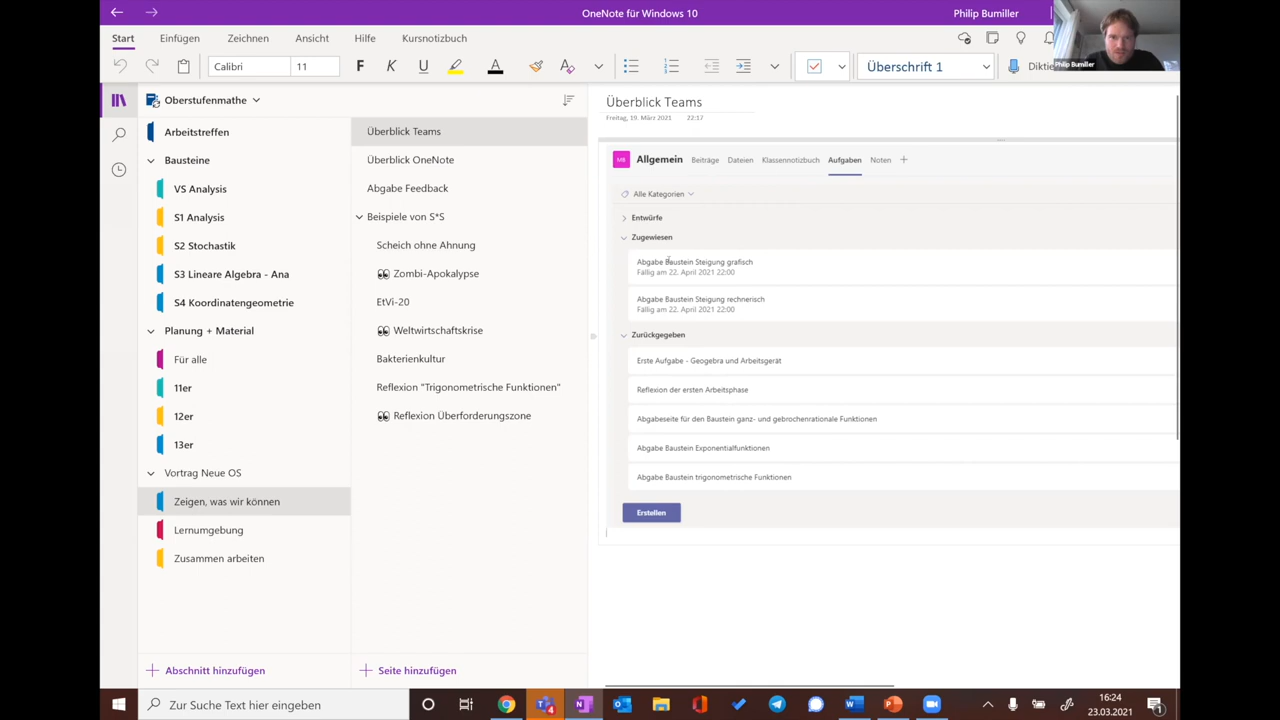 OneNote für Windows 10
Philip Bumiller
Start
Einfügen
Zeichnen
Ansicht
Hilfe
Kursnotizbuch
Calibri
11
F
K
U
A
Überschrift 1
Dikti
Philip Bumiller
Oberstufenmathe
Arbeitstreffen
Bausteine
VS Analysis
S1 Analysis
S2 Stochastik
S3 Lineare Algebra - Ana
S4 Koordinatengeometrie
Planung + Material
Für alle
11er
12er
13er
Vortrag Neue OS
Zeigen, was wir können
Lernumgebung
Zusammen arbeiten
Abschnitt hinzufügen
Überblick Teams
Überblick OneNote
Abgabe Feedback
Beispiele von S*S
Scheich ohne Ahnung
Zombi-Apokalypse
EtVi-20
Weltwirtschaftskrise
Bakterienkultur
Reflexion "Trigonometrische Funktionen"
Reflexion Überforderungszone
Seite hinzufügen
Überblick Teams
Freitag, 19. März 2021 22:17
MB
Allgemein
Beiträge
Dateien
Klassennotizbuch
Aufgaben
Noten
Alle Kategorien
Entwürfe
Zugewiesen
Abgabe Baustein Steigung grafisch
Fällig am 22. April 2021 22:00
Abgabe Baustein Steigung rechnerisch
Fällig am 22. April 2021 22:00
Zurückgegeben
Erste Aufgabe - Geogebra und Arbeitsgerät
Reflexion der ersten Arbeitsphase
Abgabeseite für den Baustein ganz- und gebrochenrationale Funktionen
Abgabe Baustein Exponentialfunktionen
Abgabe Baustein trigonometrische Funktionen
Erstellen
Zur Suche Text hier eingeben
4
16:24
23.03.2021
1